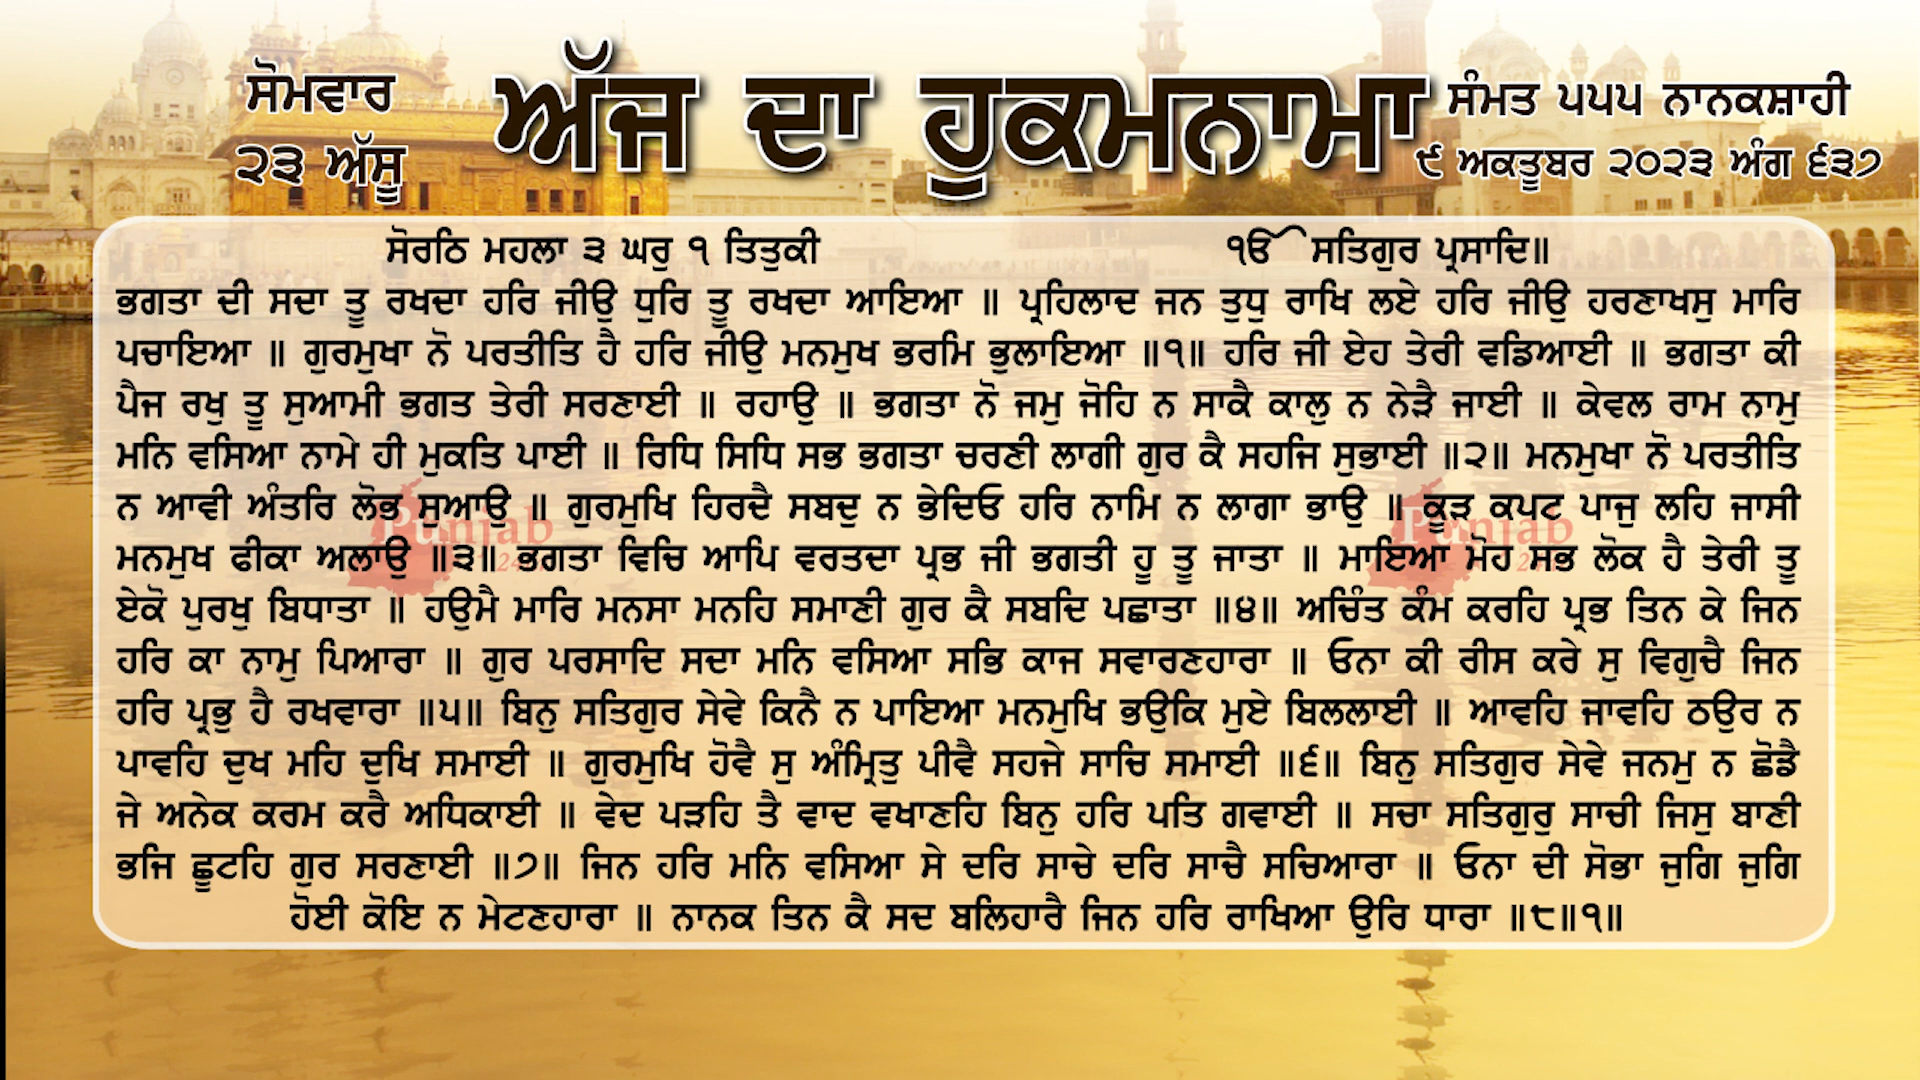 ਸੋਮਵਾਰ
੨੩ ਅੱਸੂ
ਅੱਜ ਦਾ ਹੁਕਮਨਾਮਾ
ਸੰਮਤ ੫੫੫ ਨਾਨਕਸ਼ਾਹੀ
੯ ਅਕਤੂਬਰ ੨੦੨੩ ਅੰਗ ੬੩੭
ਸੋਰਠਿ ਮਹਲਾ ੩ ਘਰੁ ੧ ਤਿਤੁਕੀ ੴ ਸਤਿਗੁਰ ਪ੍ਰਸਾਦਿ॥
ਭਗਤਾ ਦੀ ਸਦਾ ਤੂ ਰਖਦਾ ਹਰਿ ਜੀਉ ਧੁਰਿ ਤੂ ਰਖਦਾ ਆਇਆ ॥ ਪ੍ਰਹਿਲਾਦ ਜਨ ਤੁਧੁ ਰਾਖਿ ਲਏ ਹਰਿ ਜੀਉ ਹਰਣਾਖਸੁ ਮਾਰਿ
ਪਚਾਇਆ ॥ ਗੁਰਮੁਖਾ ਨੋ ਪਰਤੀਤਿ ਹੈ ਹਰਿ ਜੀਉ ਮਨਮੁਖ ਭਰਮਿ ਭੁਲਾਇਆ ॥੧॥ ਹਰਿ ਜੀ ਏਹ ਤੇਰੀ ਵਡਿਆਈ ॥ ਭਗਤਾ ਕੀ
ਪੈਜ ਰਖੁ ਤੂ ਸੁਆਮੀ ਭਗਤ ਤੇਰੀ ਸਰਣਾਈ ॥ ਰਹਾਉ ॥ ਭਗਤਾ ਨੋ ਜਮੁ ਜੋਹਿ ਨ ਸਾਕੈ ਕਾਲੁ ਨ ਨੇੜੈ ਜਾਈ ॥ ਕੇਵਲ ਰਾਮ ਨਾਮੁ
ਮਨਿ ਵਸਿਆ ਨਾਮੇ ਹੀ ਮੁਕਤਿ ਪਾਈ ॥ ਰਿਧਿ ਸਿਧਿ ਸਭ ਭਗਤਾ ਚਰਣੀ ਲਾਗੀ ਗੁਰ ਕੈ ਸਹਜਿ ਸੁਭਾਈ ॥੨॥ ਮਨਮੁਖਾ ਨੋ ਪਰਤੀਤਿ
ਨ ਆਵੀ ਅੰਤਰਿ ਲੋਭ ਸੁਆਉ ॥ ਗੁਰਮੁਖਿ ਹਿਰਦੈ ਸਬਦੁ ਨ ਭੇਦਿਓ ਹਰਿ ਨਾਮਿ ਨ ਲਾਗਾ ਭਾਉ ॥ ਕੂੜ ਕਪਟ ਪਾਜੁ ਲਹਿ ਜਾਸੀ
ਮਨਮੁਖ ਫੀਕਾ ਅਲਾਉ ॥੩॥ ਭਗਤਾ ਵਿਚਿ ਆਪਿ ਵਰਤਦਾ ਪ੍ਰਭ ਜੀ ਭਗਤੀ ਹੂ ਤੂ ਜਾਤਾ ॥ ਮਾਇਆ ਮੋਹ ਸਭ ਲੋਕ ਹੈ ਤੇਰੀ ਤੂ
ਏਕੋ ਪੁਰਖੁ ਬਿਧਾਤਾ ॥ ਹਉਮੈ ਮਾਰਿ ਮਨਸਾ ਮਨਹਿ ਸਮਾਣੀ ਗੁਰ ਕੈ ਸਬਦਿ ਪਛਾਤਾ ॥੪॥ ਅਚਿੰਤ ਕੰਮ ਕਰਹਿ ਪ੍ਰਭ ਤਿਨ ਕੇ ਜਿਨ
ਹਰਿ ਕਾ ਨਾਮੁ ਪਿਆਰਾ ॥ ਗੁਰ ਪਰਸਾਦਿ ਸਦਾ ਮਨਿ ਵਸਿਆ ਸਭਿ ਕਾਜ ਸਵਾਰਣਹਾਰਾ ॥ ਓਨਾ ਕੀ ਰੀਸ ਕਰੇ ਸੁ ਵਿਗੁਚੈ ਜਿਨ
ਹਰਿ ਪ੍ਰਭੁ ਹੈ ਰਖਵਾਰਾ ॥੫॥ ਬਿਨੁ ਸਤਿਗੁਰ ਸੇਵੇ ਕਿਨੈ ਨ ਪਾਇਆ ਮਨਮੁਖਿ ਭਉਕਿ ਮੁਏ ਬਿਲਲਾਈ ॥ ਆਵਹਿ ਜਾਵਹਿ ਠਉਰ ਨ
ਪਾਵਹਿ ਦੁਖ ਮਹਿ ਦੁਖਿ ਸਮਾਈ ॥ ਗੁਰਮੁਖਿ ਹੋਵੈ ਸੁ ਅੰਮ੍ਰਿਤੁ ਪੀਵੈ ਸਹਜੇ ਸਾਚਿ ਸਮਾਈ ॥੬॥ ਬਿਨੁ ਸਤਿਗੁਰ ਸੇਵੇ ਜਨਮੁ ਨ ਛੋਡੈ
ਜੇ ਅਨੇਕ ਕਰਮ ਕਰੈ ਅਧਿਕਾਈ ॥ ਵੇਦ ਪੜਹਿ ਤੈ ਵਾਦ ਵਖਾਣਹਿ ਬਿਨੁ ਹਰਿ ਪਤਿ ਗਵਾਈ ॥ ਸਚਾ ਸਤਿਗੁਰੁ ਸਾਚੀ ਜਿਸੁ ਬਾਣੀ
ਭਜਿ ਛੂਟਹਿ ਗੁਰ ਸਰਣਾਈ ॥੭॥ ਜਿਨ ਹਰਿ ਮਨਿ ਵਸਿਆ ਸੇ ਦਰਿ ਸਾਚੇ ਦਰਿ ਸਾਚੈ ਸਚਿਆਰਾ ॥ ਓਨਾ ਦੀ ਸੋਭਾ ਜੁਗਿ ਜੁਗਿ
ਹੋਈ ਕੋਇ ਨ ਮੇਟਣਹਾਰਾ ॥ ਨਾਨਕ ਤਿਨ ਕੈ ਸਦ ਬਲਿਹਾਰੈ ਜਿਨ ਹਰਿ ਰਾਖਿਆ ਉਰਿ ਧਾਰਾ ॥੮॥੧॥
Punjab
Punjab